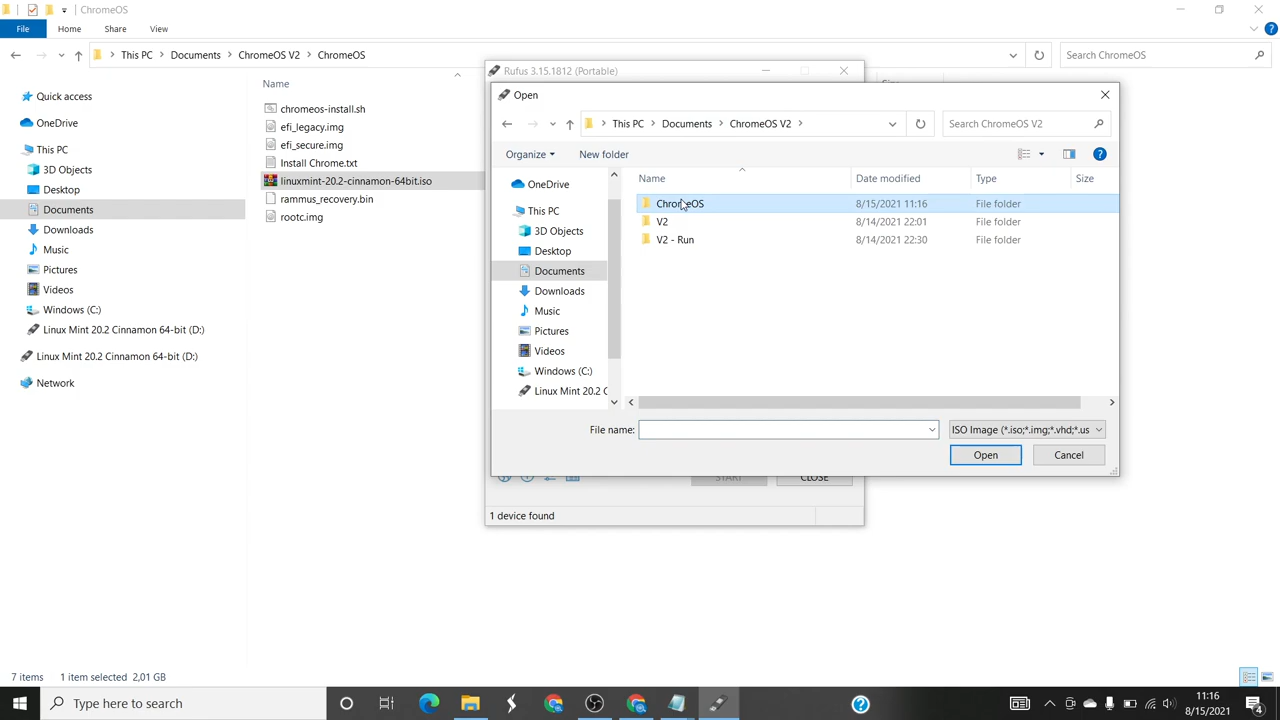 ChromeOS
File Home Share View
This PC Documents ChromeOS V2 ChromeOS
Search ChromeOS
Name
Quick access
OneDrive
This PC
3D Objects
Desktop
Documents
Downloads
Music
Pictures
Videos
Windows (C:)
Linux Mint 20.2 Cinnamon 64-bit (D:)
Linux Mint 20.2 Cinnamon 64-bit (D:)
Network
chromeos-install.sh
efi_legacy.img
efi_secure.img
Install Chrome.txt
linuxmint-20.2-cinnamon-64bit.iso
rammus_recovery.bin
rootc.img
Rufus 3.15.1812 (Portable)
Open
This PC Documents ChromeOS V2
Search ChromeOS V2
Organize New folder
OneDrive
This PC
3D Objects
Desktop
Documents
Downloads
Music
Pictures
Videos
Windows (C:)
Linux Mint 20.2 C
Name Date modified Type Size
ChromeOS 8/15/2021 11:16 File folder
V2 8/14/2021 22:01 File folder
V2 - Run 8/14/2021 22:30 File folder
File name:
ISO Image (*.iso;*.img;*.vhd;*.us
Open Cancel
START CLOSE
1 device found
7 items 1 item selected 2,01 GB
Type here to search
11:16
8/15/2021
4